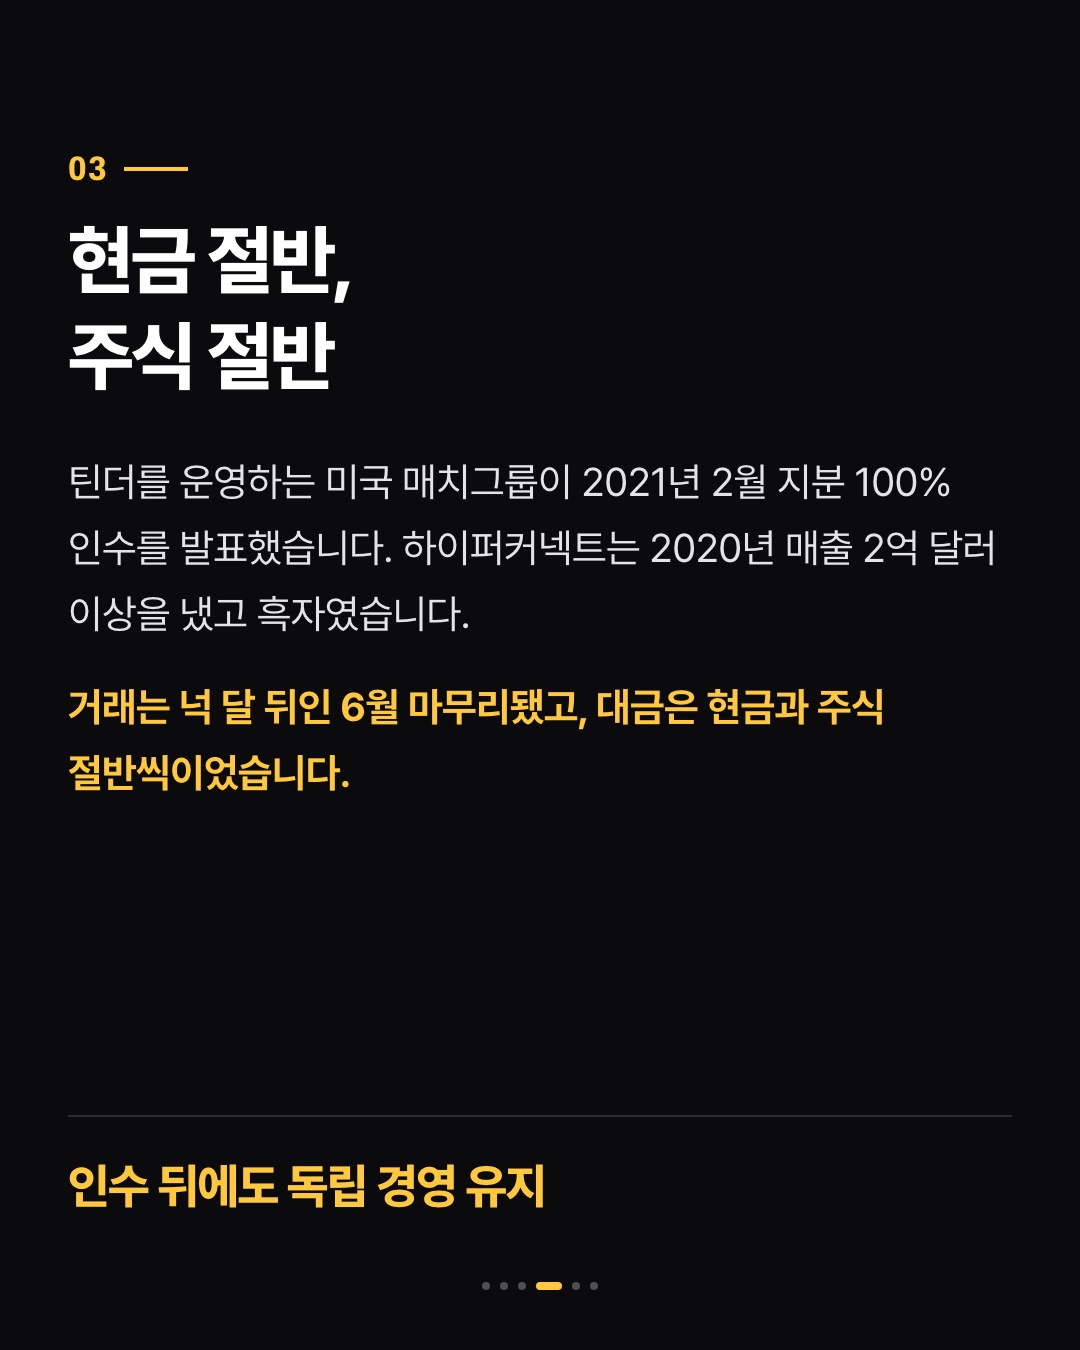 03
현금 절반,
주식 절반
틴더를 운영하는 미국 매치그룹이 2021년 2월 지분 100%
인수를 발표했습니다. 하이퍼커넥트는 2020년 매출 2억 달러
이상을 냈고 흑자였습니다.
거래는 넉 달 뒤인 6월 마무리됐고, 대금은 현금과 주식
절반씩이었습니다.
인수 뒤에도 독립 경영 유지